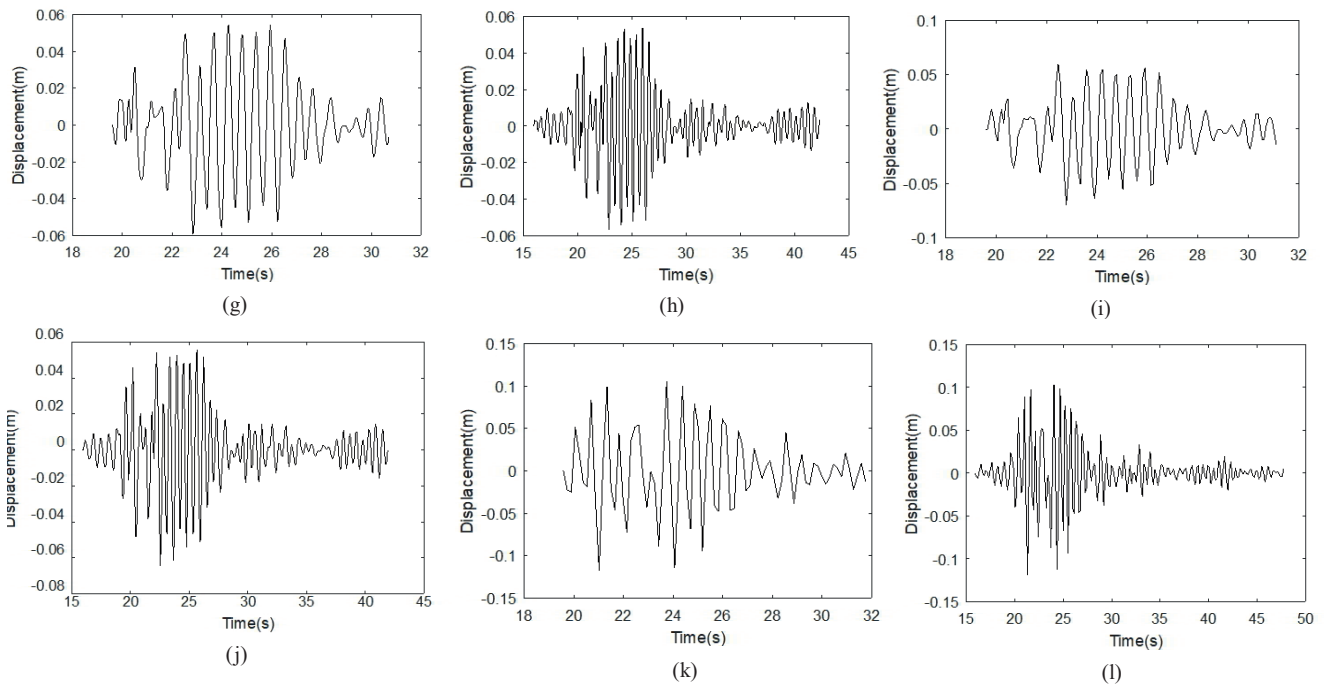 0.06
0.04
0.02
0
-0.02
-0.04
0.06
18 20 22 24 26 28 30 32
Displacement(m)
Time(s)
(g)
0.06
0.04
0.02
0
-0.02
-0.04
-0.06
15 20 25 30 35 40 45
Displacement(m)
Time(s)
(h)
0.1
0.05
0
-0.05
-0.1
18 20 22 24 26 28 30 32
Displacement(m)
Time(s)
(i)
0.06
0.04
0.02
0
-0.02
-0.04
-0.06
-0.08
15 20 25 30 35 40 45
Displacement(m)
Time(s)
(j)
0.15
0.1
0.05
0
-0.05
-0.1
-0.15
18 20 22 24 26 28 30 32
Displacement(m)
Time(s)
(k)
0.15
0.1
0.05
0
-0.05
-0.1
-0.15
15 20 25 30 35 40 45 50
Displacement(m)
Time(s)
(l)